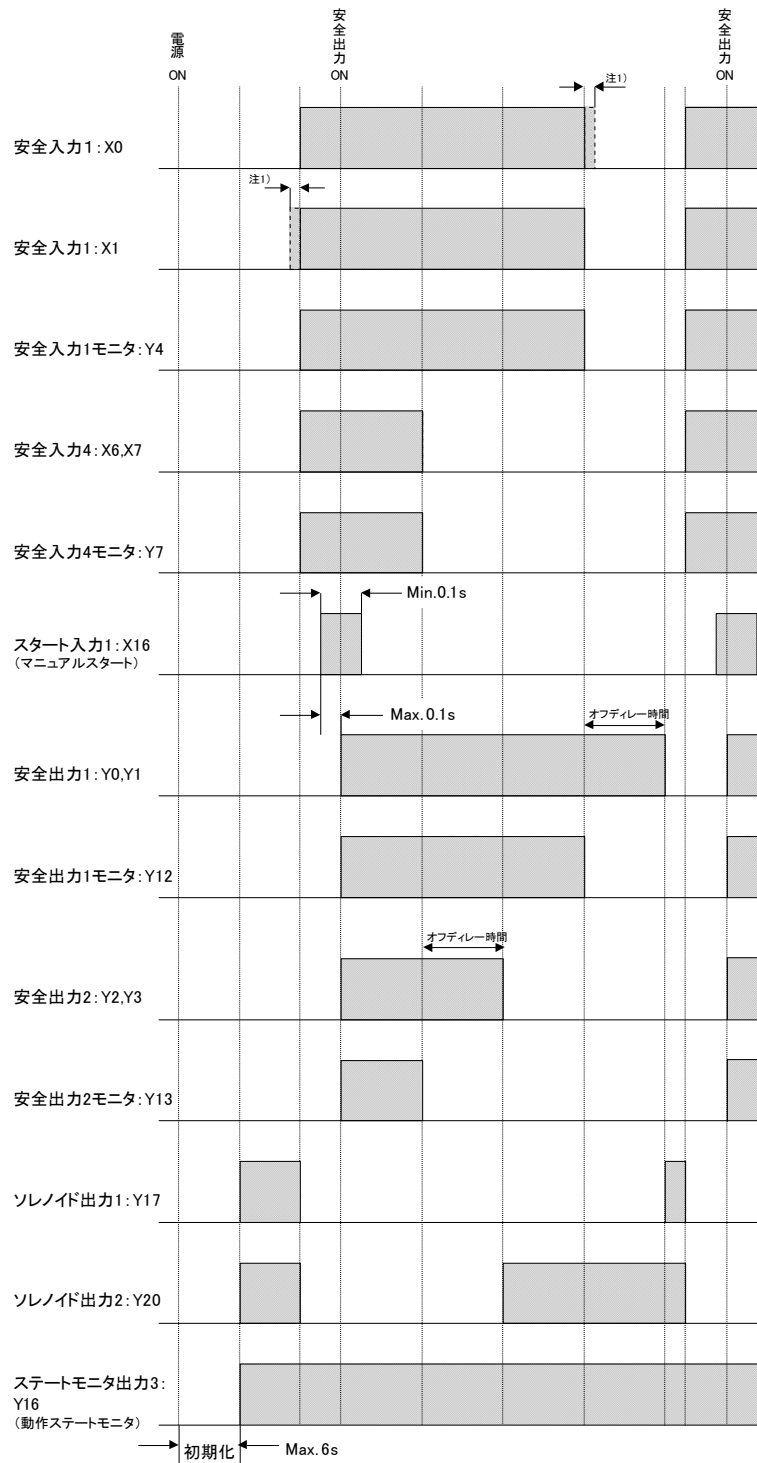 電源
ON
安全出力
ON
安全出力
ON
注1)
安全入力1:X0
注1)
安全入力1:X1
安全入力1モニタ:Y4
安全入力4:X6,X7
安全入力4モニタ:Y7
Min.0.1s
スタート入力1:X16
(マニュアルスタート)
Max.0.1s
オフディレー時間
安全出力1:Y0,Y1
安全出力1モニタ:Y12
オフディレー時間
安全出力2:Y2,Y3
安全出力2モニタ:Y13
ソレノイド出力1:Y17
ソレノイド出力2:Y20
ステートモニタ出力3:
Y16
(動作ステートモニタ)
初期化
Max.6s